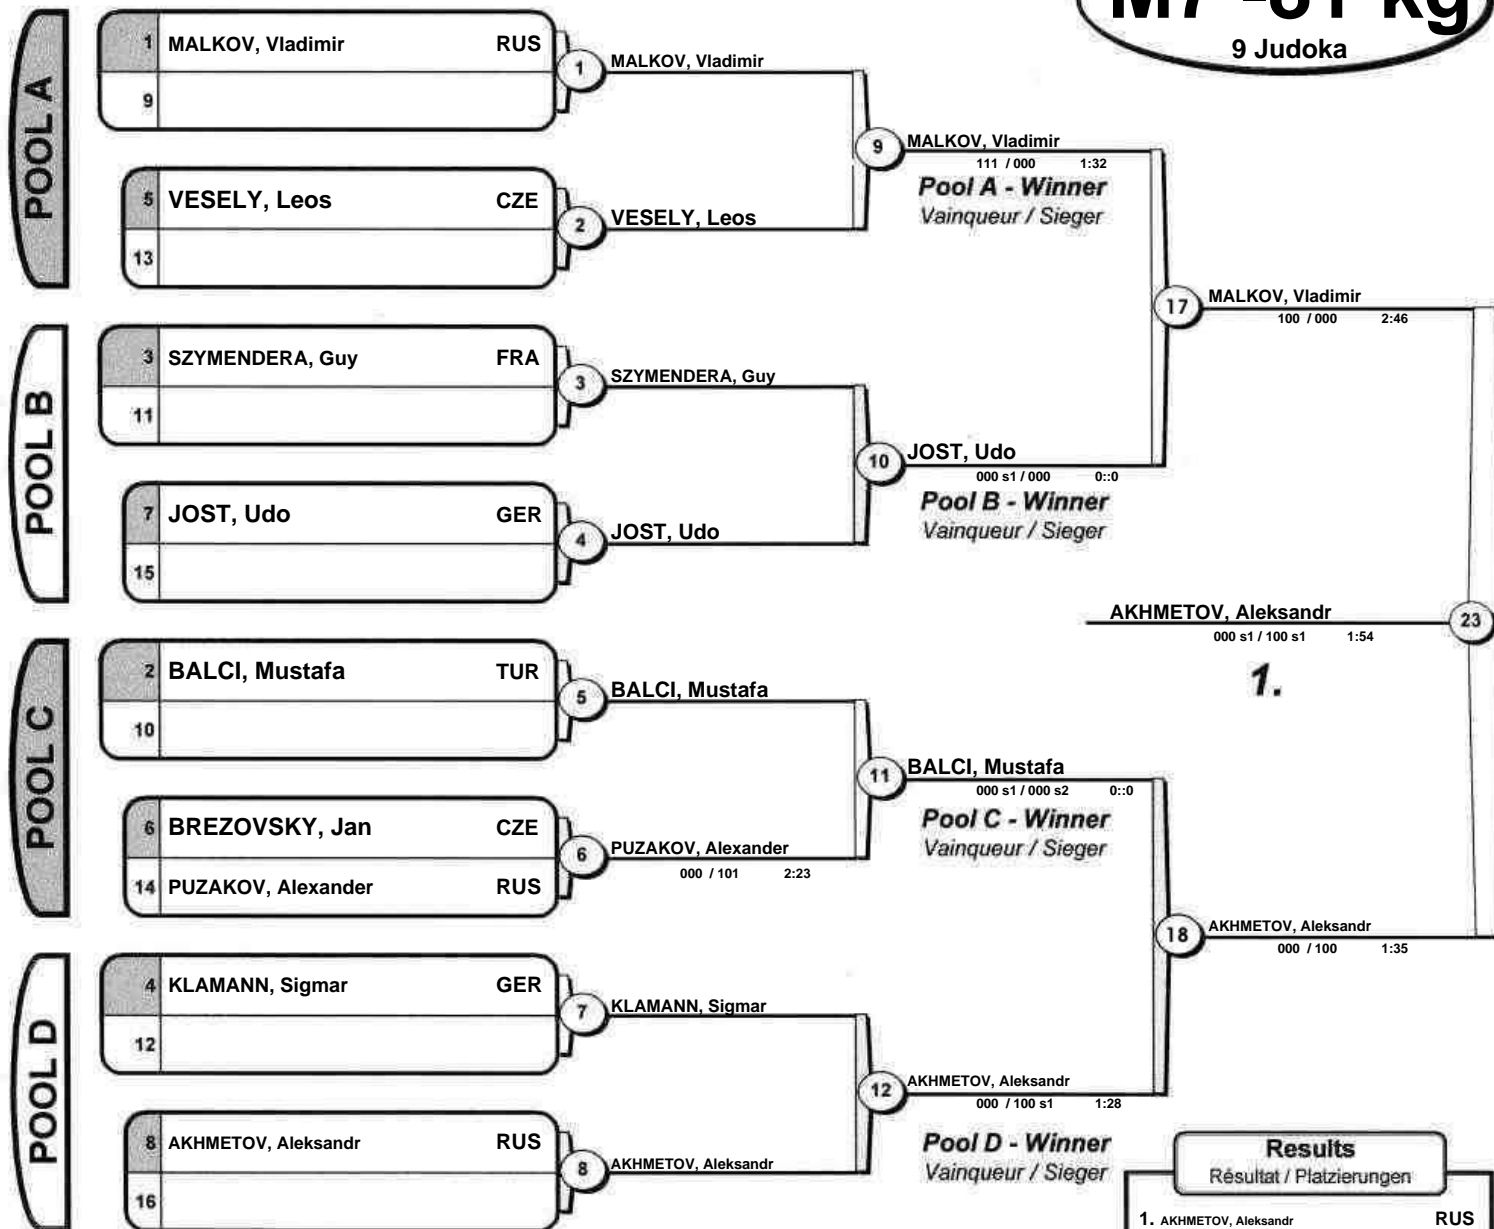 M7 -81 kg
9 Judoka
POOL A
1 MALKOV, Vladimir RUS
9
5 VESELY, Leos CZE
13
1 MALKOV, Vladimir
2 VESELY, Leos
9 MALKOV, Vladimir
111 / 000 1:32
Pool A - Winner
Vainqueur / Sieger
POOL B
3 SZYMENDERA, Guy FRA
11
7 JOST, Udo GER
15
3 SZYMENDERA, Guy
4 JOST, Udo
10 JOST, Udo
000 s1 / 000 0::0
Pool B - Winner
Vainqueur / Sieger
17 MALKOV, Vladimir
100 / 000 2:46
AKHMETOV, Aleksandr 23
000 s1 / 100 s1 1:54
1.
POOL C
2 BALCI, Mustafa TUR
10
6 BREZOVSKY, Jan CZE
14 PUZAKOV, Alexander RUS
5 BALCI, Mustafa
6 PUZAKOV, Alexander
000 / 101 2:23
11 BALCI, Mustafa
000 s1 / 000 s2 0::0
Pool C - Winner
Vainqueur / Sieger
18 AKHMETOV, Aleksandr
000 / 100 1:35
POOL D
4 KLAMANN, Sigmar GER
12
8 AKHMETOV, Aleksandr RUS
16
7 KLAMANN, Sigmar
8 AKHMETOV, Aleksandr
12 AKHMETOV, Aleksandr
000 / 100 s1 1:28
Pool D - Winner
Vainqueur / Sieger
Results
Résultat / Platzierungen
1. AKHMETOV, Aleksandr RUS